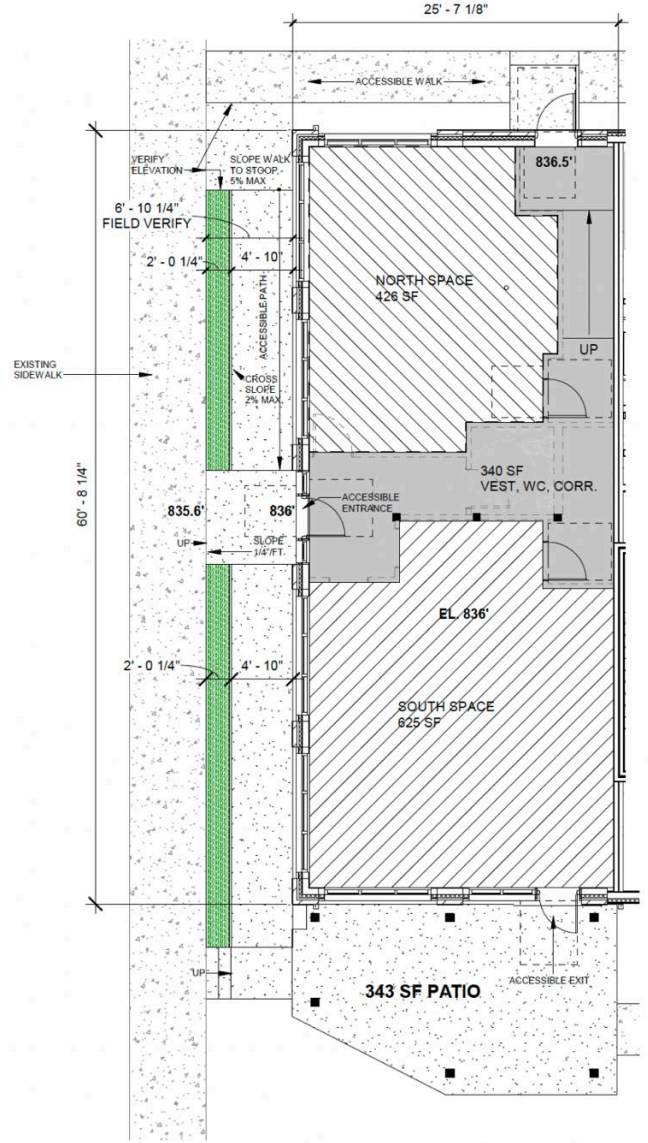 25' - 7 1/8"
ACCESSIBLE WALK
VERIFY
ELEVATION
SLOPE WALK
TO STOOP,
5% MAX
836.5'
6' - 10 1/4"
FIELD VERIFY
2' - 0 1/4"
4' - 10"
NORTH SPACE
426 SF
ACCESSIBLE PATH
UP
EXISTING
SIDEWALK
CROSS
SLOPE
2% MAX.
60' - 8 1/4"
340 SF
VEST, WC, CORR.
ACCESSIBLE
ENTRANCE
835.6'
836'
UP
SLOPE
1/4"/FT.
EL. 836'
2' - 0 1/4"
4' - 10"
SOUTH SPACE
625 SF
UP
ACCESSIBLE EXIT
343 SF PATIO